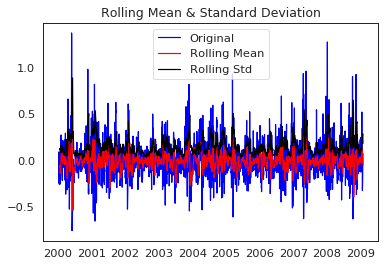 Rolling Mean & Standard Deviation
Original
Rolling Mean
Rolling Std
1.0
0.5
0.0
−0.5
2000 2001 2002 2003 2004 2005 2006 2007 2008 2009